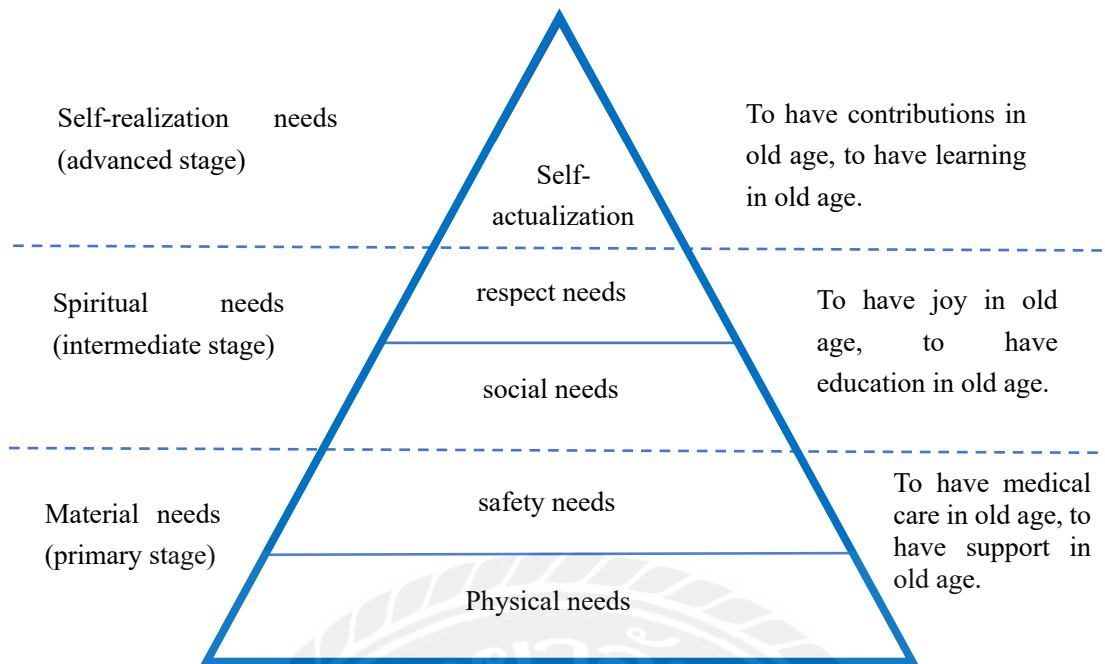 Self-realization needs
(advanced stage)
Self-
actualization
To have contributions in
old age, to have learning
in old age.
Spiritual needs
(intermediate stage)
respect needs
social needs
To have joy in old
age, to have
education in old age.
Material needs
(primary stage)
safety needs
Physical needs
To have medical
care in old age, to
have support in
old age.